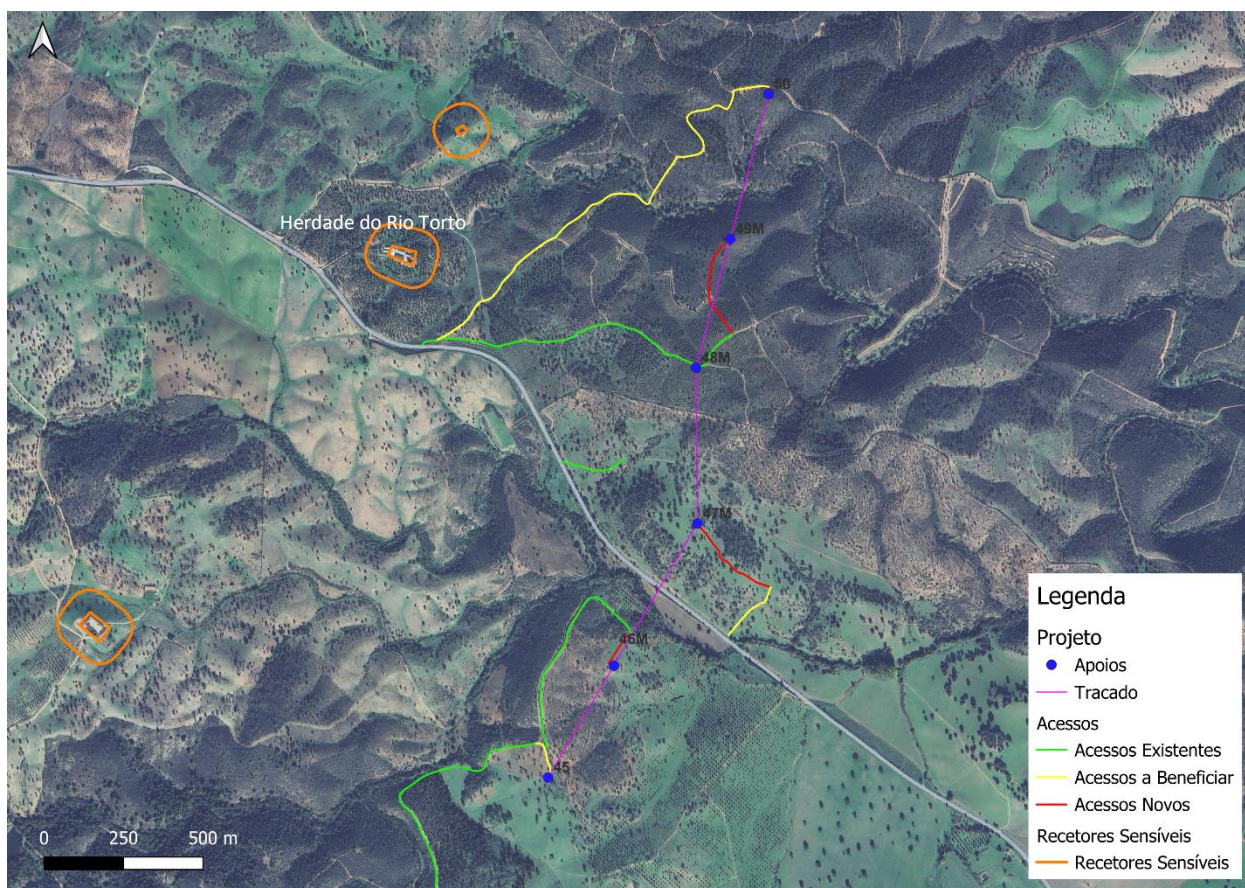 50
Herdade do Rio Torto
49M
48M
47M
46M
45
0 250 500 m
Legenda
Projeto
Apoios
Tracado
Acessos
Acessos Existentes
Acessos a Beneficiar
Acessos Novos
Recetores Sensíveis
Recetores Sensíveis